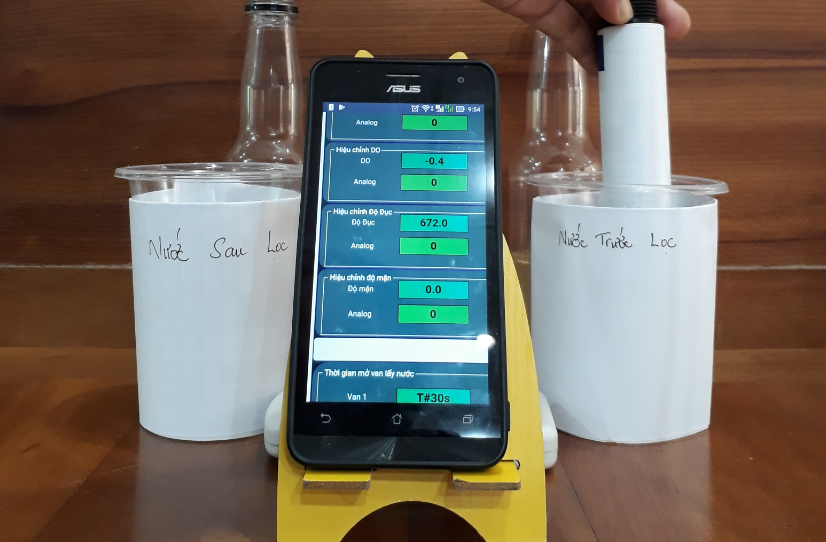 ASUS
9:54
Analog 0
Hiệu chỉnh DO
DO -0.4
Analog 0
Hiệu chỉnh Độ Đục
Độ Đục 672.0
Analog 0
Hiệu chỉnh độ mặn
Độ mặn 0.0
Analog 0
Thời gian mở van lấy nước
Van 1 T#30s
Nước Sau Lọc
Nước Trước Lọc